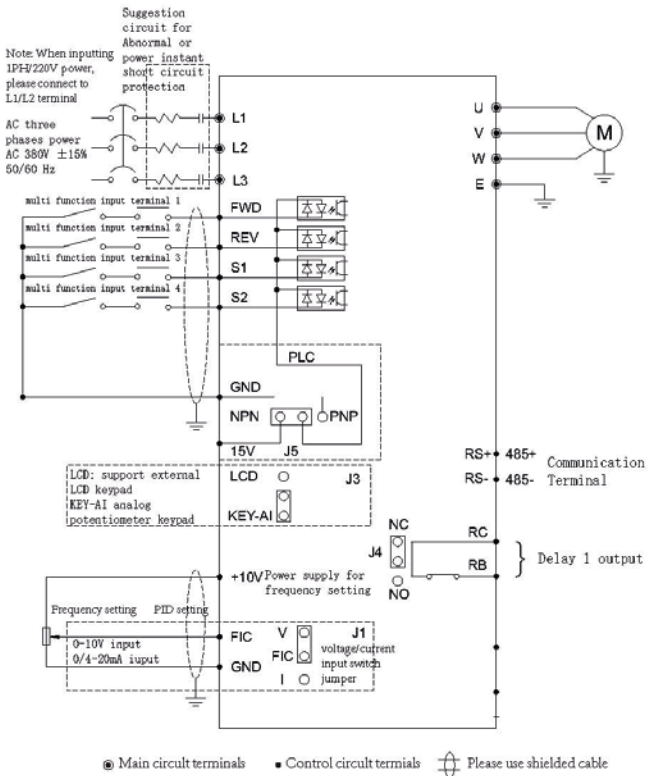 Suggestion
circuit for
Abnormal or
power instant
short circuit
protection
Note: When inputting
1PH/220V power,
please connect to
L1/L2 terminal
AC three
phases power
AC 380V ±15%
50/60 Hz
L1
L2
L3
U
V
W
E
M
multi function input terminal 1
FWD
multi function input terminal 2
REV
multi function input terminal 3
S1
multi function input terminal 4
S2
PLC
GND
NPN
PNP
15V
J5
LCD: support external
LCD keypad
KEY-AI analog
potentiometer keypad
LCD
J3
KEY-AI
RS+ 485+
RS- 485-
Communication
Terminal
NC
J4
NO
RC
RB
Delay 1 output
+10V Power supply for
frequency setting
Frequency setting PID setting
0-10V input
0/4-20mA iuput
FIC
GND
V
FIC
I
J1
voltage/current
input switch
jumper
Main circuit terminals
Control circuit termials
Please use shielded cable